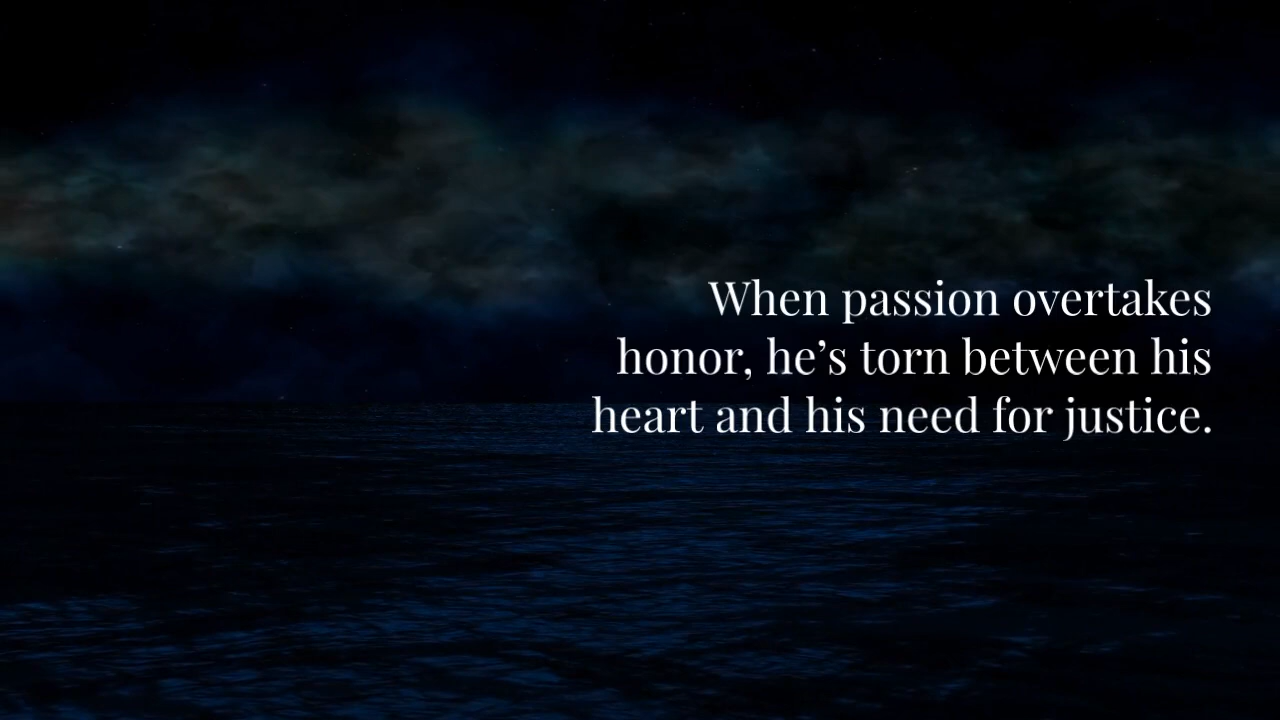 When passion overtakes
honor, he’s torn between his
heart and his need for justice.